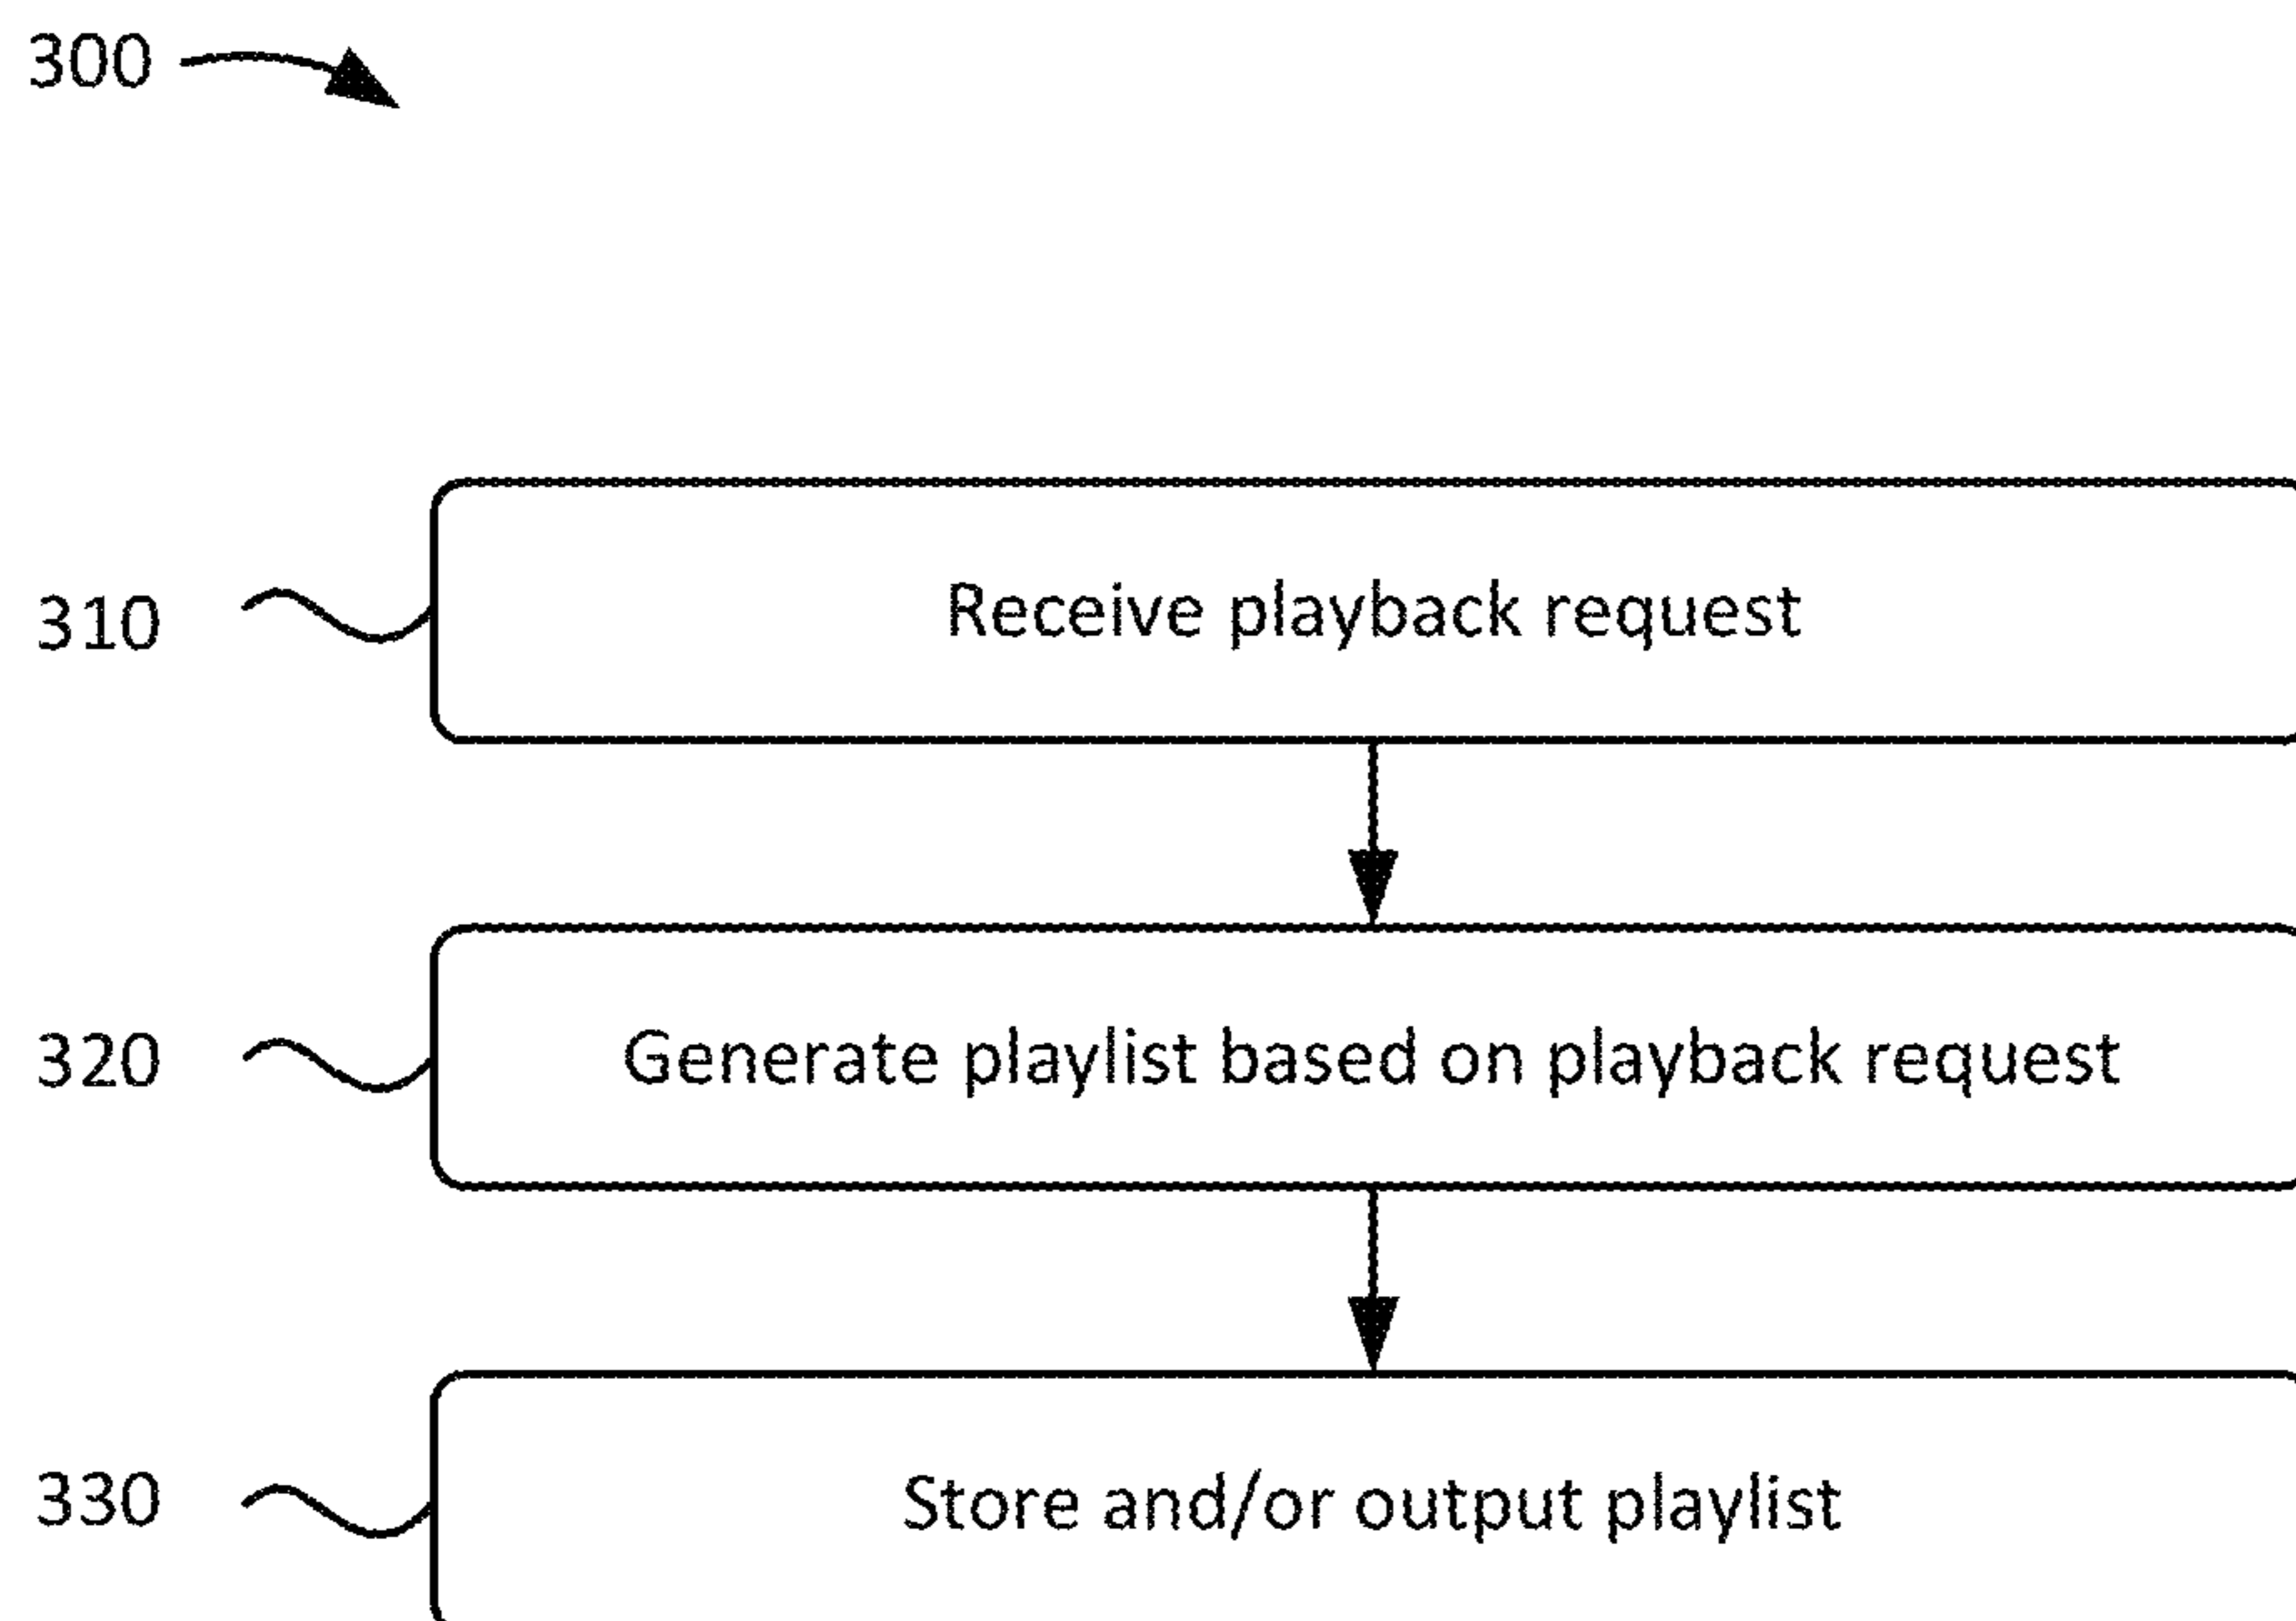 300
310
Receive playback request
320
Generate playlist based on playback request
330
Store and/or output playlist